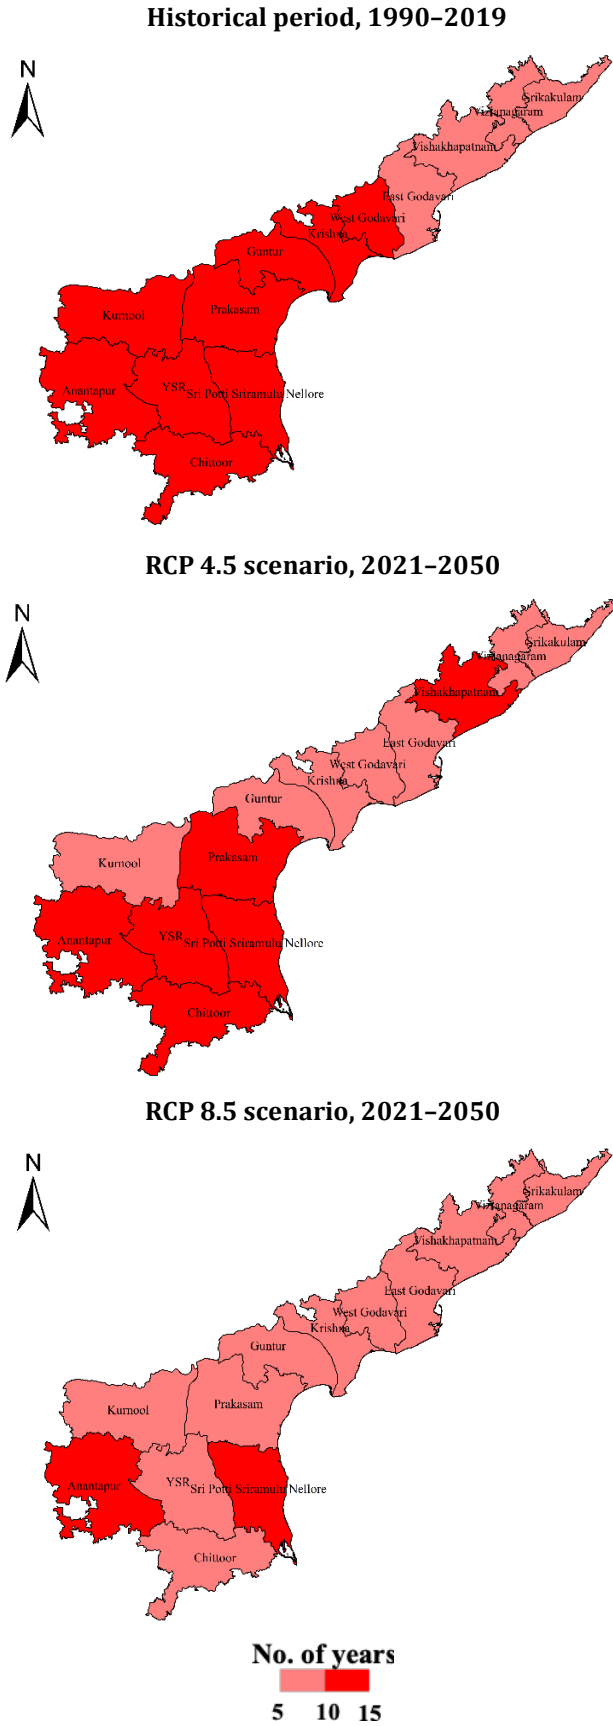 Historical period, 1990–2019
N
Srikakulam
Vizianagaram
Vishakhapatnam
East Godavari
West Godavari
Krishna
Guntur
Prakasam
Kurnool
Anantapur
YSR
Sri Potti Sriramulu Nellore
Chittoor
RCP 4.5 scenario, 2021–2050
N
Srikakulam
Vizianagaram
Vishakhapatnam
East Godavari
West Godavari
Krishna
Guntur
Prakasam
Kurnool
Anantapur
YSR
Sri Potti Sriramulu Nellore
Chittoor
RCP 8.5 scenario, 2021–2050
N
Srikakulam
Vizianagaram
Vishakhapatnam
East Godavari
West Godavari
Krishna
Guntur
Prakasam
Kurnool
Anantapur
YSR
Sri Potti Sriramulu Nellore
Chittoor
No. of years
5 10 15